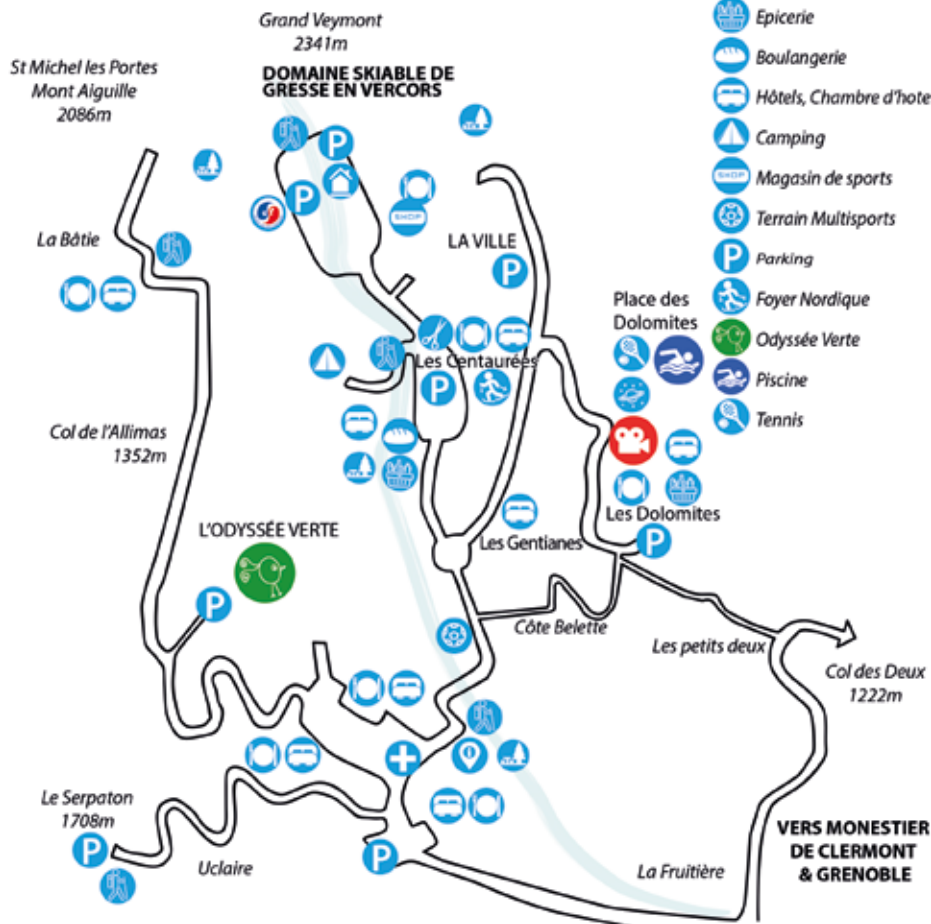 Grand Veymont
2341m
St Michel les Portes
Mont Aiguille
2086m
DOMAINE SKIABLE DE
GRESSE EN VERCORS
Epicerie
Boulangerie
Hôtels, Chambre d'hote
Camping
SHOP
Magasin de sports
Terrain Multisports
P
Parking
Foyer Nordique
Odyssée Verte
Piscine
Tennis
P
P
SHOP
La Bâtie
LA VILLE
P
Place des
Dolomites
Les Centaurées
P
Col de l'Allimas
1352m
Les Gentianes
Les Dolomites
P
L'ODYSSÉE VERTE
P
Côte Belette
Les petits deux
Col des Deux
1222m
Le Serpaton
1708m
P
Uclaire
P
La Fruitière
VERS MONESTIER
DE CLERMONT
& GRENOBLE